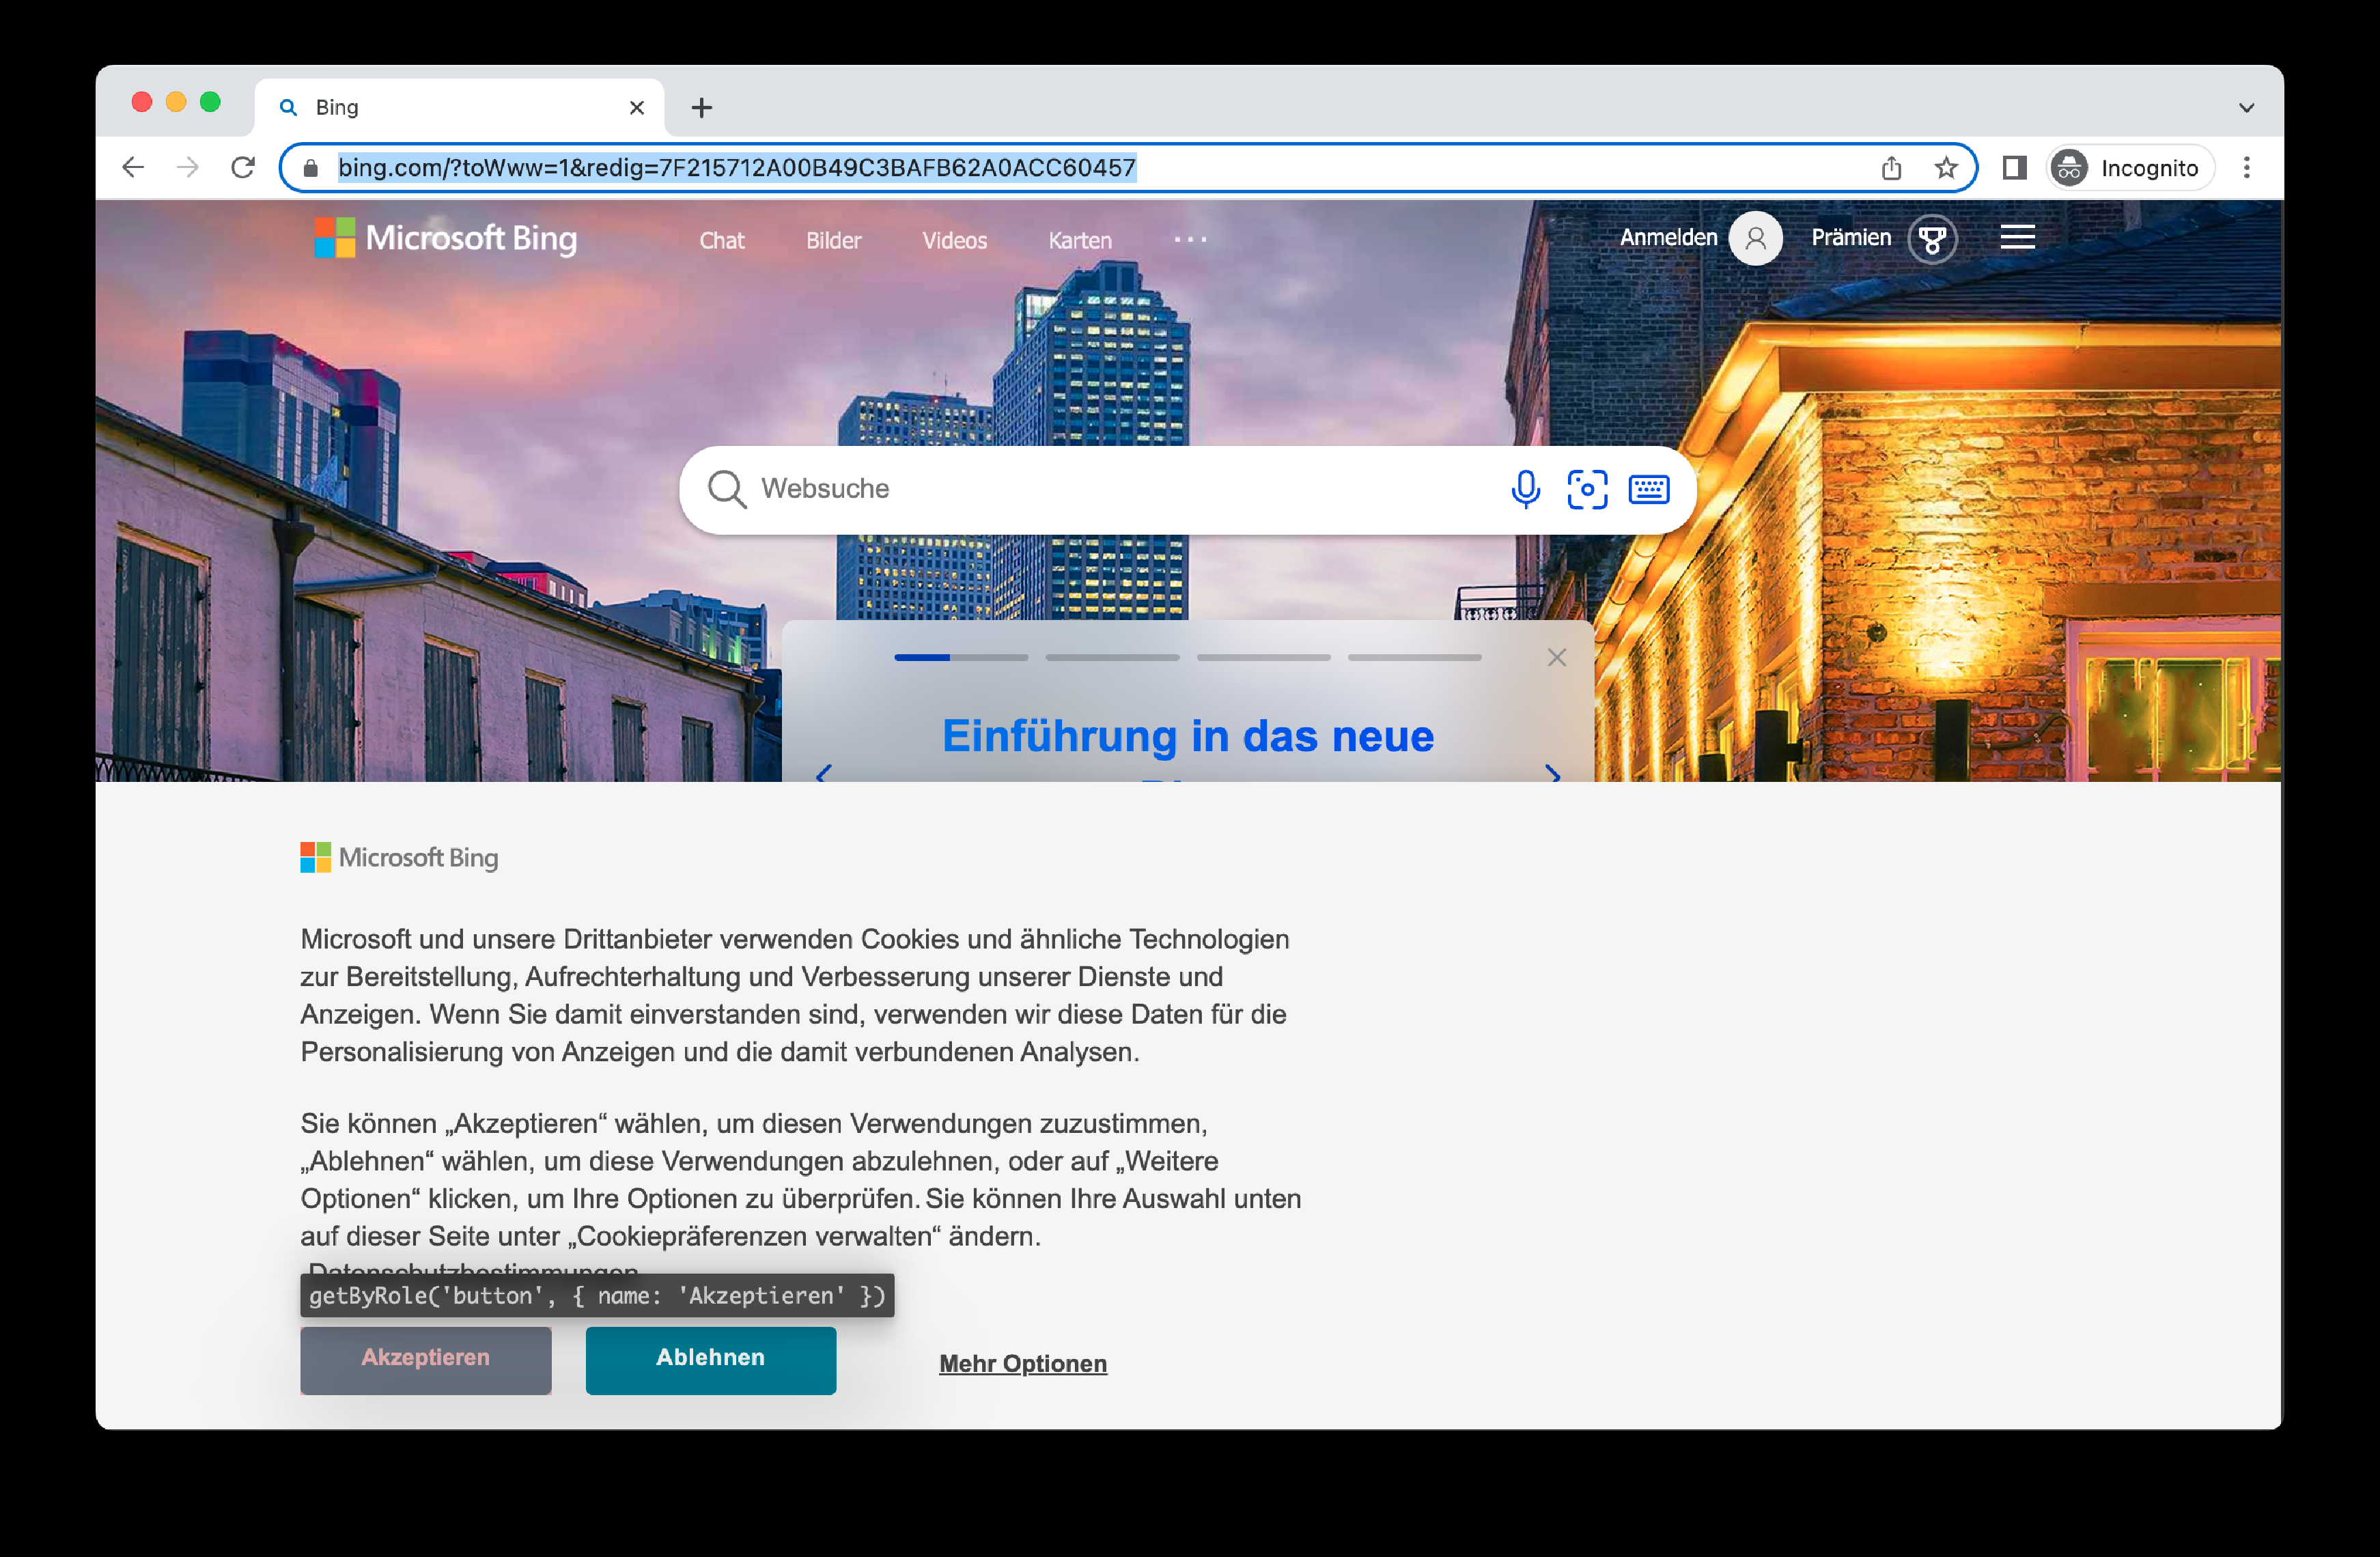 Bing
bing.com/?toWww=1&redig=7F215712A00B49C3BAFB62A0ACC60457
Incognito
Microsoft Bing
Chat
Bilder
Videos
Karten
Anmelden
Prämien
Websuche
Einführung in das neue
Microsoft Bing
Microsoft und unsere Drittanbieter verwenden Cookies und ähnliche Technologien
zur Bereitstellung, Aufrechterhaltung und Verbesserung unserer Dienste und
Anzeigen. Wenn Sie damit einverstanden sind, verwenden wir diese Daten für die
Personalisierung von Anzeigen und die damit verbundenen Analysen.
Sie können „Akzeptieren“ wählen, um diesen Verwendungen zuzustimmen,
„Ablehnen“ wählen, um diese Verwendungen abzulehnen, oder auf „Weitere
Optionen“ klicken, um Ihre Optionen zu überprüfen. Sie können Ihre Auswahl unten
auf dieser Seite unter „Cookiepräferenzen verwalten“ ändern.
Datenschutzbestimmungen
getByRole('button', { name: 'Akzeptieren' })
Akzeptieren
Ablehnen
Mehr Optionen